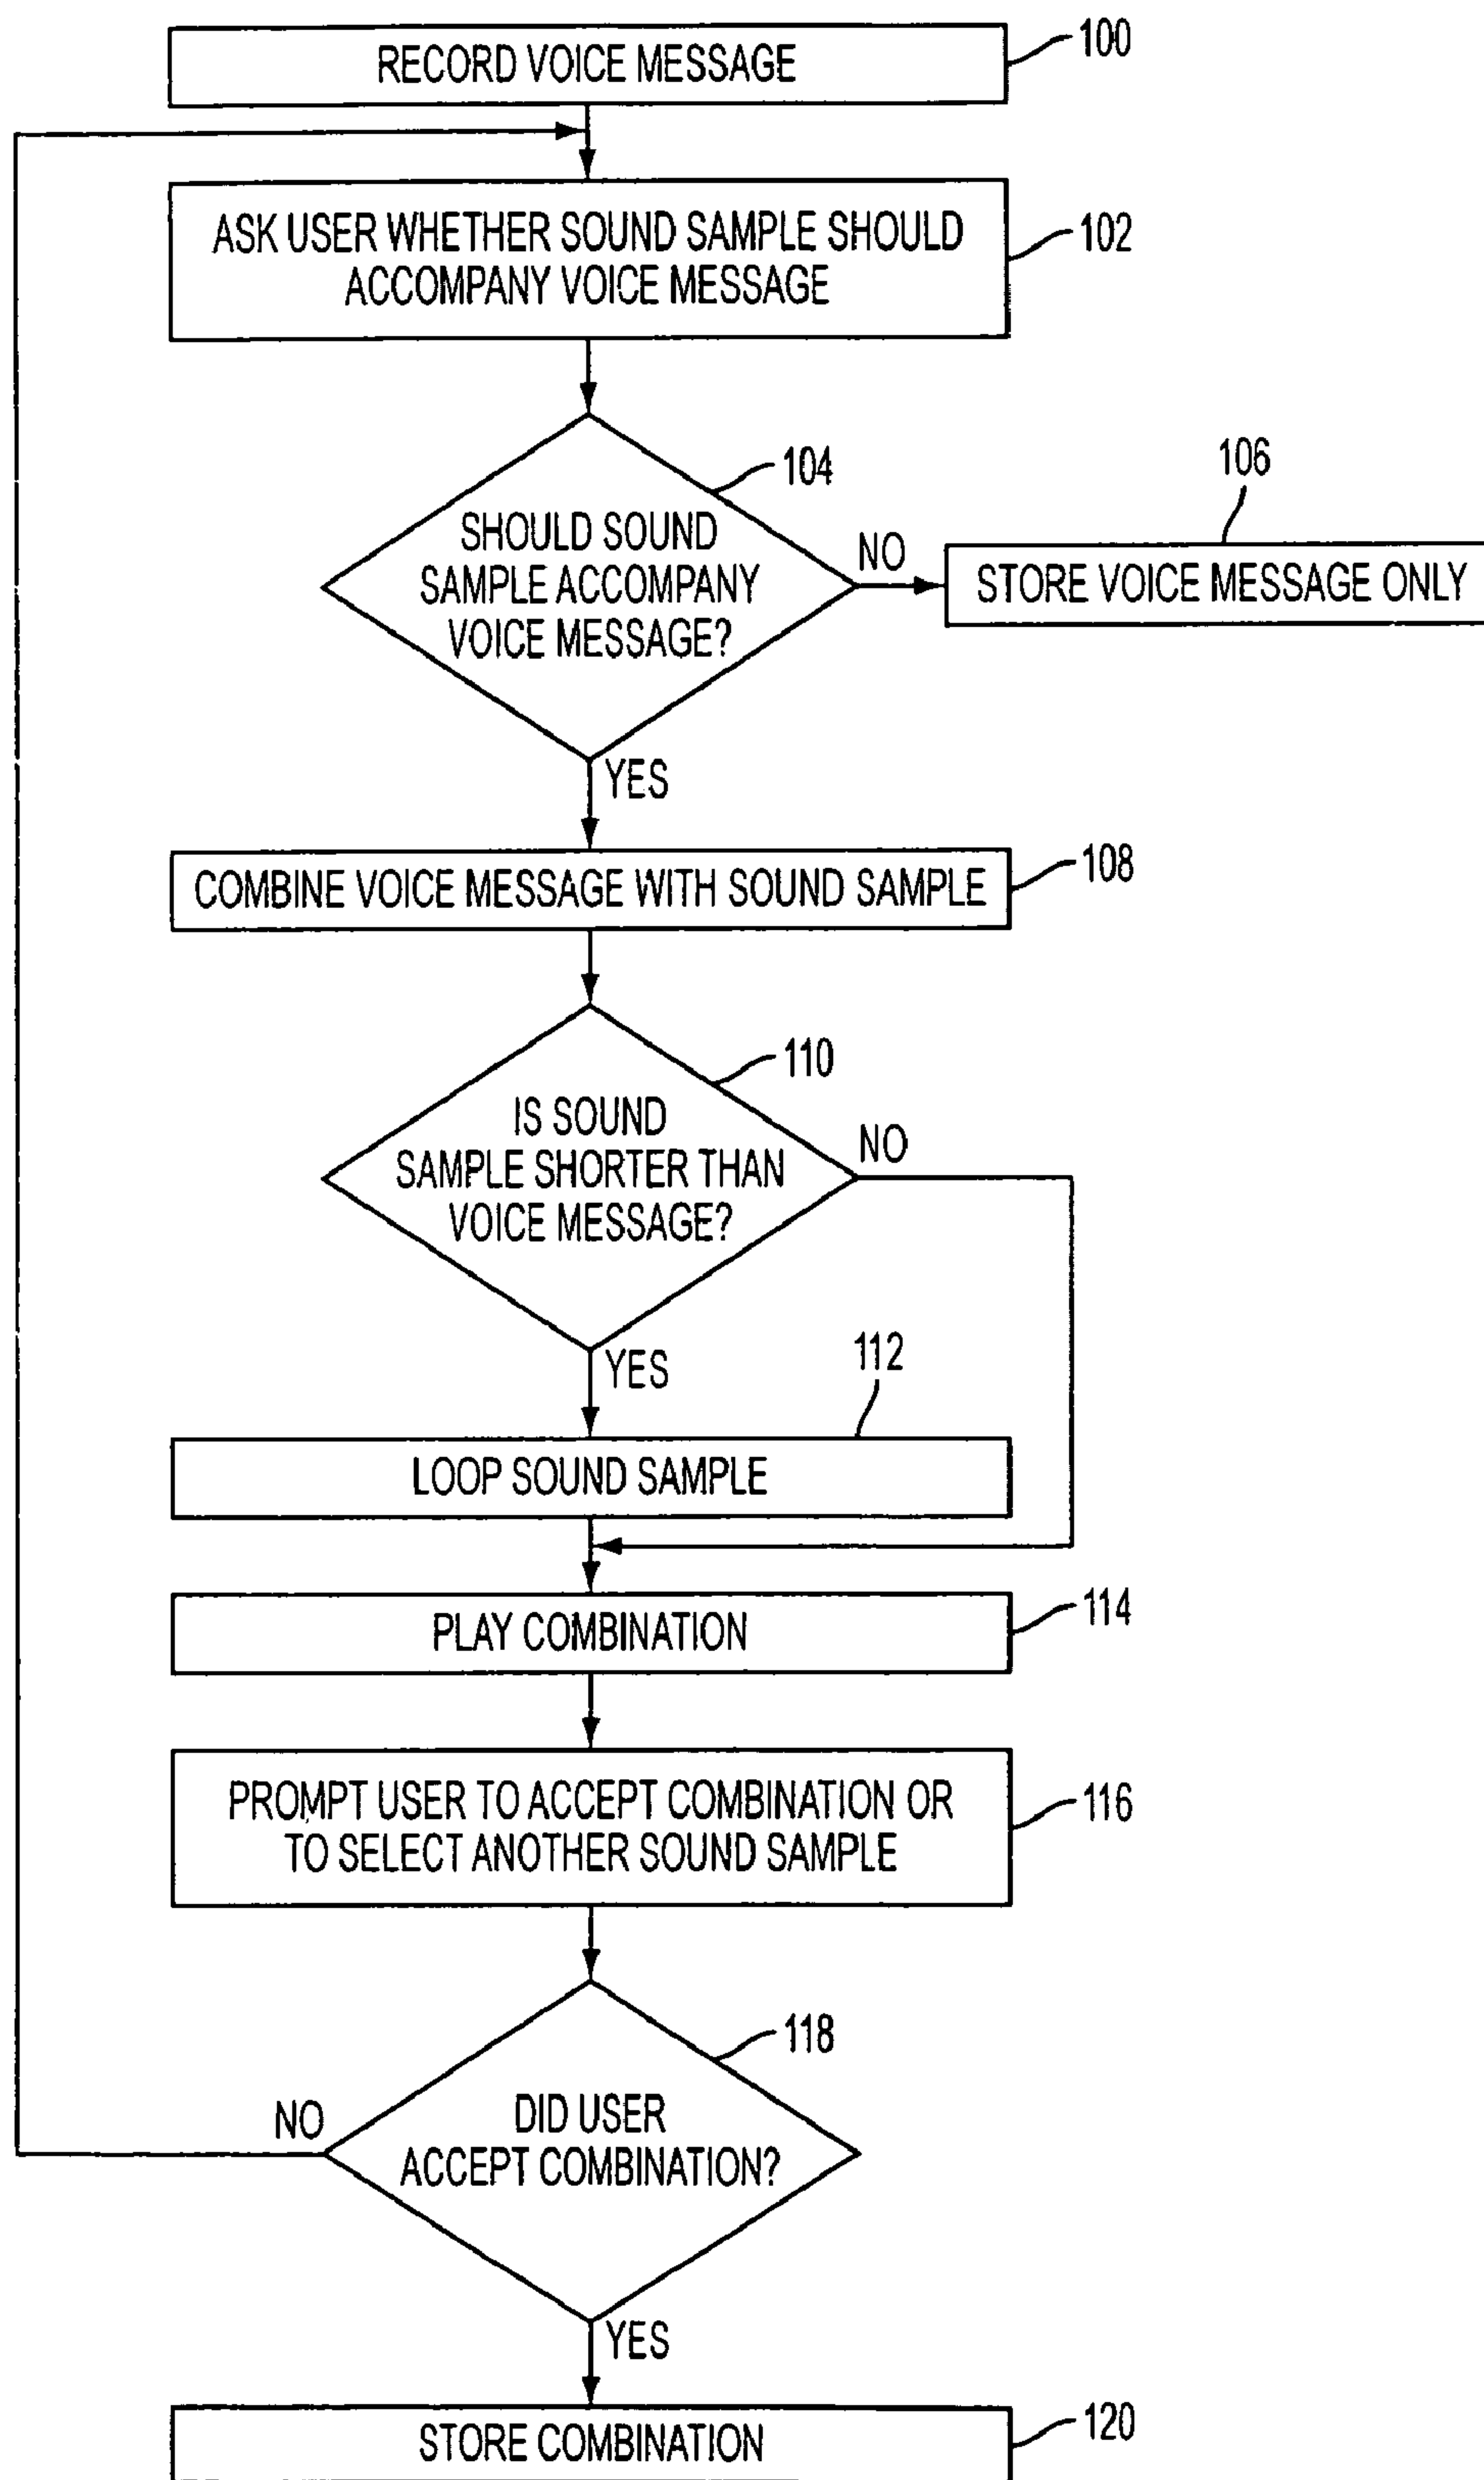 RECORD VOICE MESSAGE
100
ASK USER WHETHER SOUND SAMPLE SHOULD
ACCOMPANY VOICE MESSAGE
102
104
SHOULD SOUND
SAMPLE ACCOMPANY
VOICE MESSAGE?
NO
106
STORE VOICE MESSAGE ONLY
YES
COMBINE VOICE MESSAGE WITH SOUND SAMPLE
108
110
IS SOUND
SAMPLE SHORTER THAN
VOICE MESSAGE?
NO
YES
112
LOOP SOUND SAMPLE
PLAY COMBINATION
114
PROMPT USER TO ACCEPT COMBINATION OR
TO SELECT ANOTHER SOUND SAMPLE
116
118
DID USER
ACCEPT COMBINATION?
NO
YES
STORE COMBINATION
120